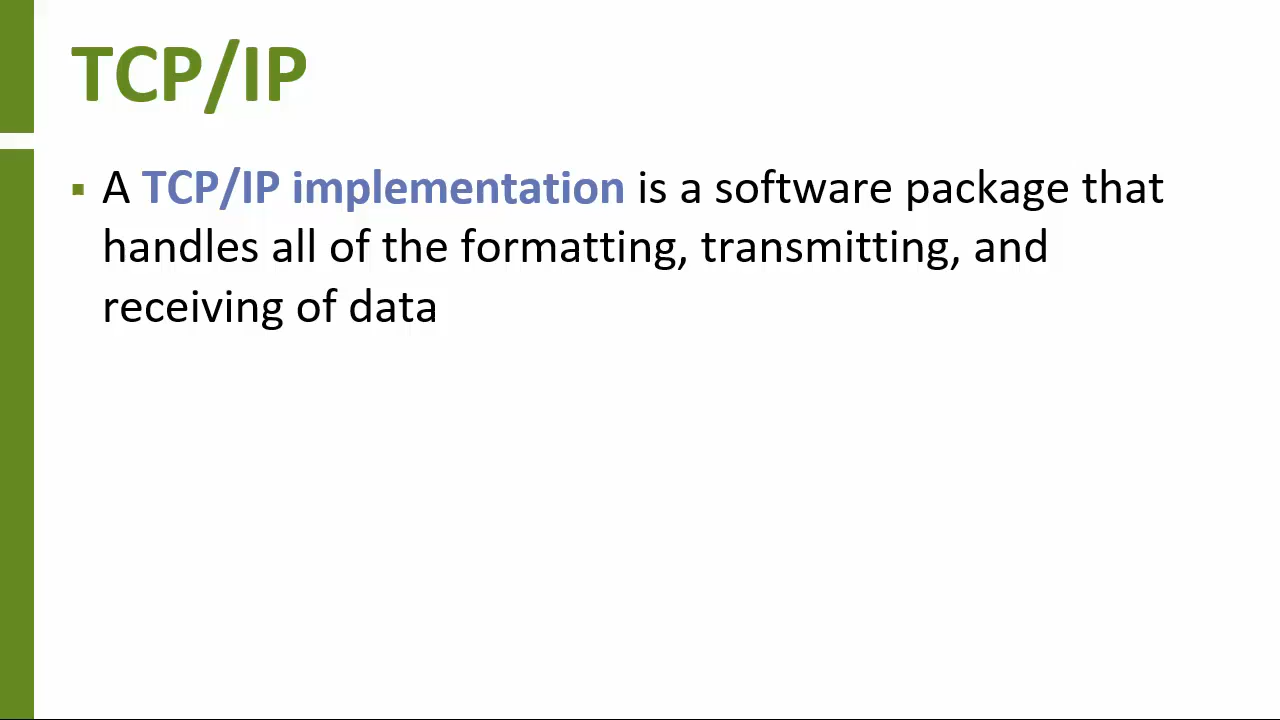 TCP/IP
▪ A TCP/IP implementation is a software package that
handles all of the formatting, transmitting, and
receiving of data